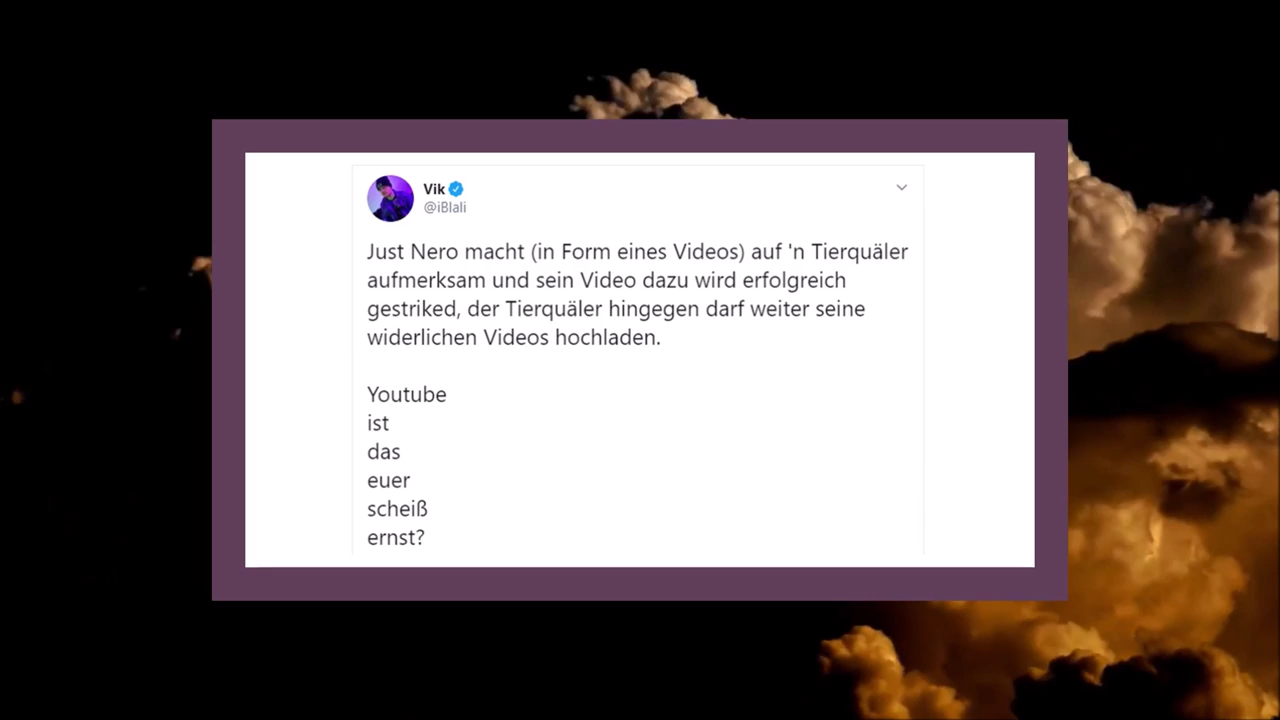 Vik
@iBlali
Just Nero macht (in Form eines Videos) auf 'n Tierquäler
aufmerksam und sein Video dazu wird erfolgreich
gestriked, der Tierquäler hingegen darf weiter seine
widerlichen Videos hochladen.
Youtube
ist
das
euer
scheiß
ernst?